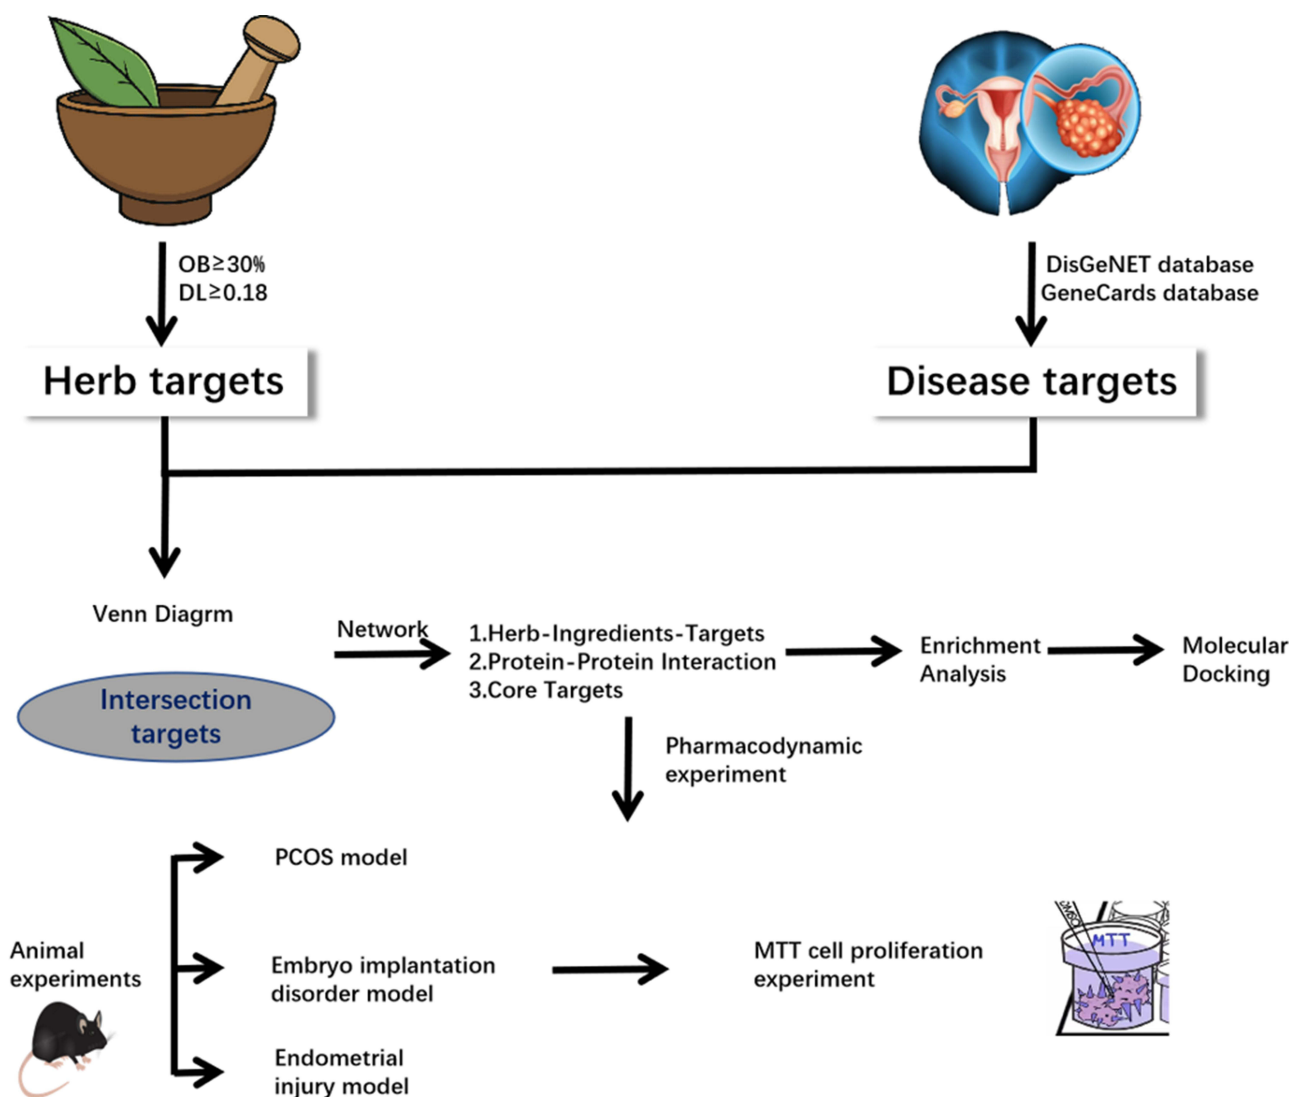 OB≥30%
DL≥0.18
DisGeNET database
GeneCards database
Herb targets
Disease targets
Venn Diagrm
Intersection
targets
Network
1.Herb-Ingredients-Targets
2.Protein-Protein Interaction
3.Core Targets
Enrichment
Analysis
Molecular
Docking
Pharmacodynamic
experiment
Animal
experiments
PCOS model
Embryo implantation
disorder model
Endometrial
injury model
MTT cell proliferation
experiment
MTT